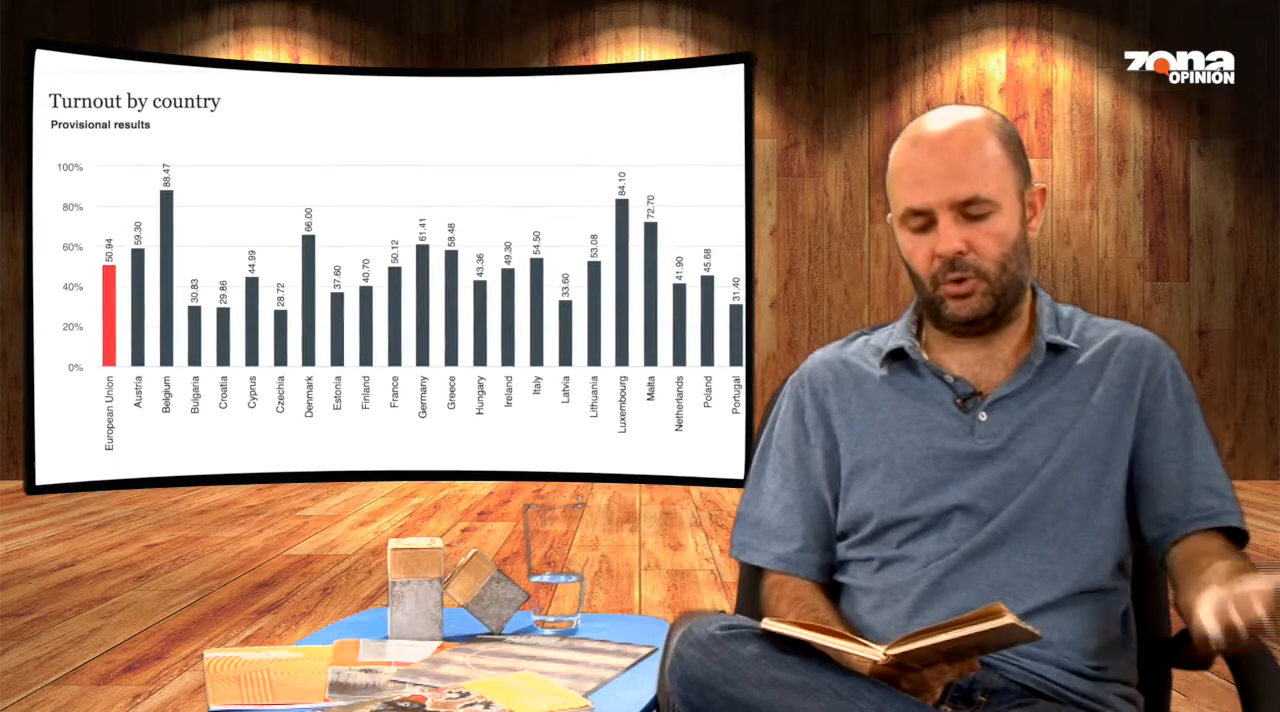 zona
OPINIÓN
Turnout by country
Provisional results
100%
80%
60%
40%
20%
0%
50.94
59.30
88.47
30.83
29.86
44.99
28.72
66.00
37.60
40.70
50.12
61.41
58.48
43.36
49.30
54.50
33.60
53.08
84.10
72.70
41.90
45.68
31.40
European Union
Austria
Belgium
Bulgaria
Croatia
Cyprus
Czechia
Denmark
Estonia
Finland
France
Germany
Greece
Hungary
Ireland
Italy
Latvia
Lithuania
Luxembourg
Malta
Netherlands
Poland
Portugal